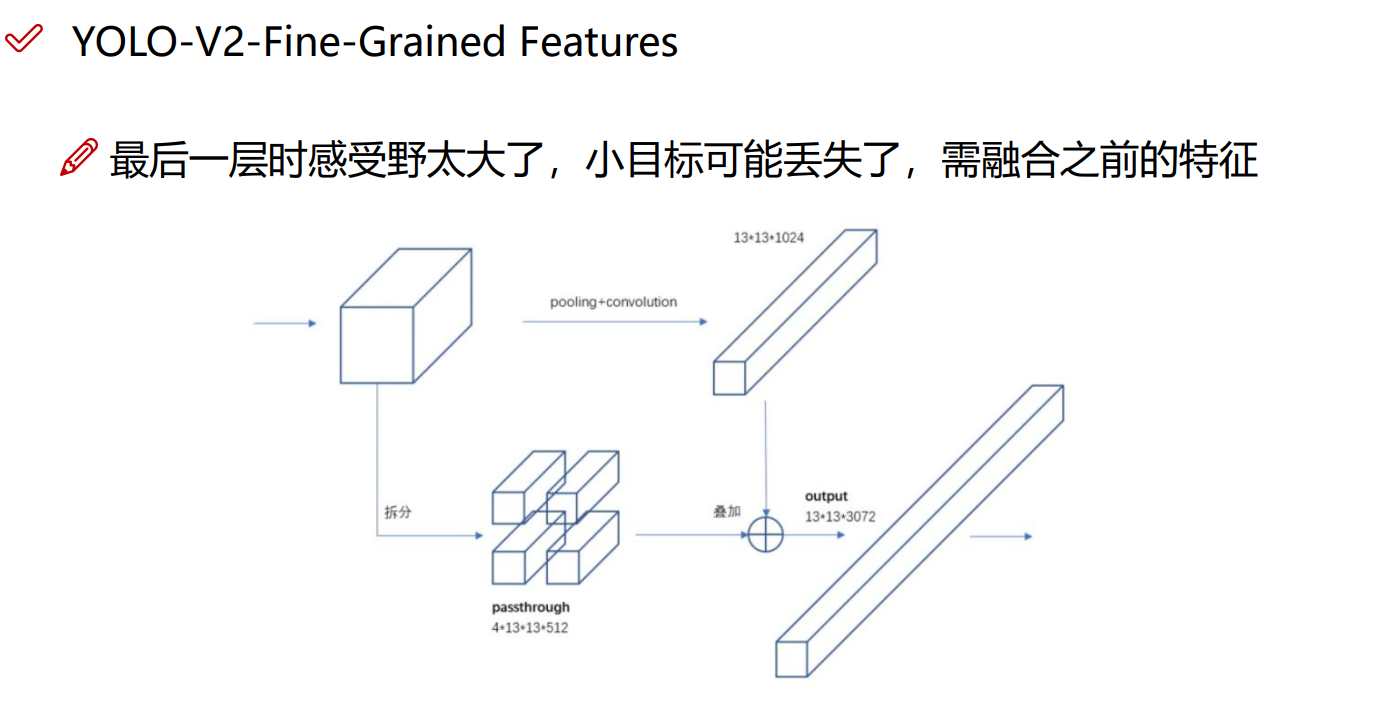 YOLO-V2-Fine-Grained Features
最后一层时感受野太大了，小目标可能丢失了，需融合之前的特征
13*13*1024
pooling+convolution
拆分
叠加
output
13*13*3072
passthrough
4*13*13*512